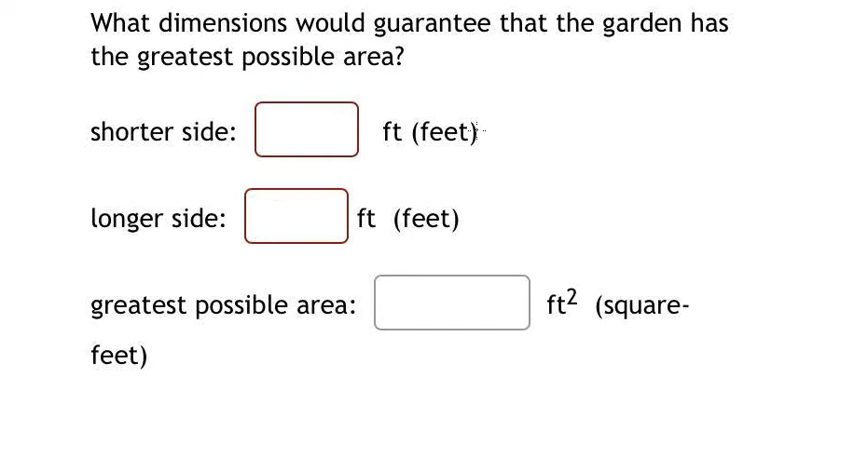 What dimensions would guarantee that the garden has
the greatest possible area?
shorter side: ft (feet)
longer side: ft (feet)
greatest possible area: ft² (square-
feet)